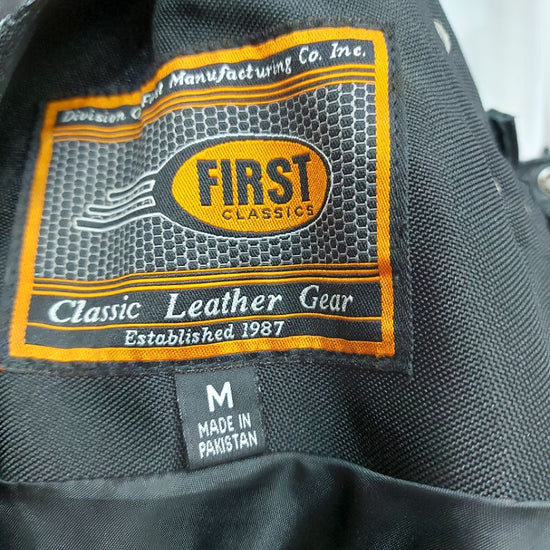 Division of First Manufacturing Co. Inc.
FIRST
CLASSICS
Classic Leather Gear
Established 1987
M
MADE IN
PAKISTAN